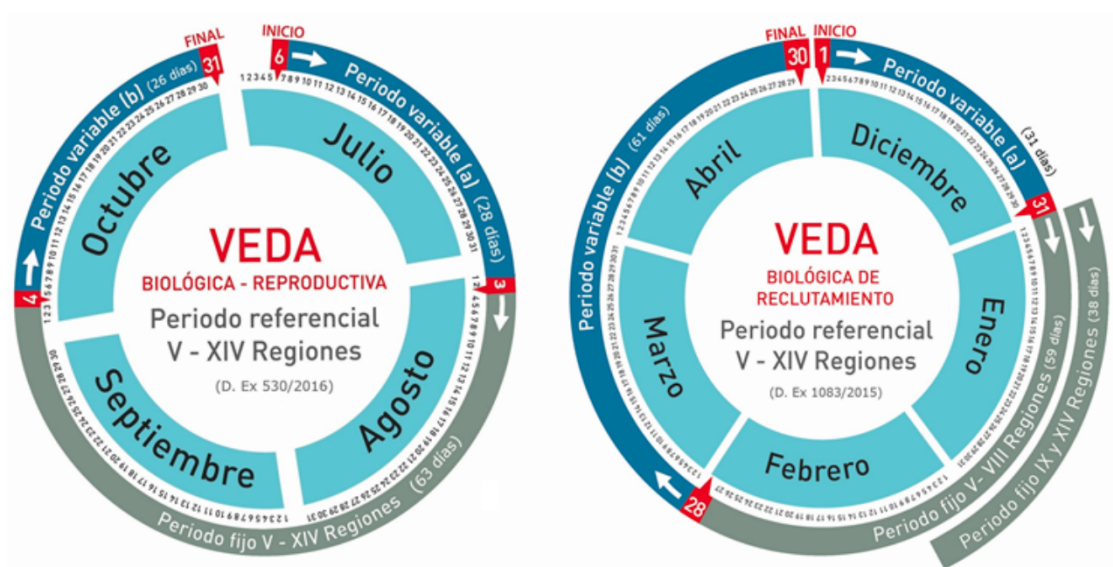 FINAL
31
INICIO
6
Periodo variable (a) (28 días)
3
Periodo fijo V - XIV Regiones (63 días)
4
Periodo variable (b) (26 días)
Julio
Agosto
Septiembre
Octubre
VEDA
BIOLÓGICA - REPRODUCTIVA
Periodo referencial
V - XIV Regiones
(D. Ex 530/2016)
FINAL
30
INICIO
1
Periodo variable (a)
(31 días)
31
Periodo fijo V- VIII Regiones (59 días)
Periodo fijo IX y XIV Regiones (38 días)
28
Periodo variable (b) (61 días)
Diciembre
Enero
Febrero
Marzo
Abril
VEDA
BIOLÓGICA DE
RECLUTAMIENTO
Periodo referencial
V - XIV Regiones
(D. Ex 1083/2015)